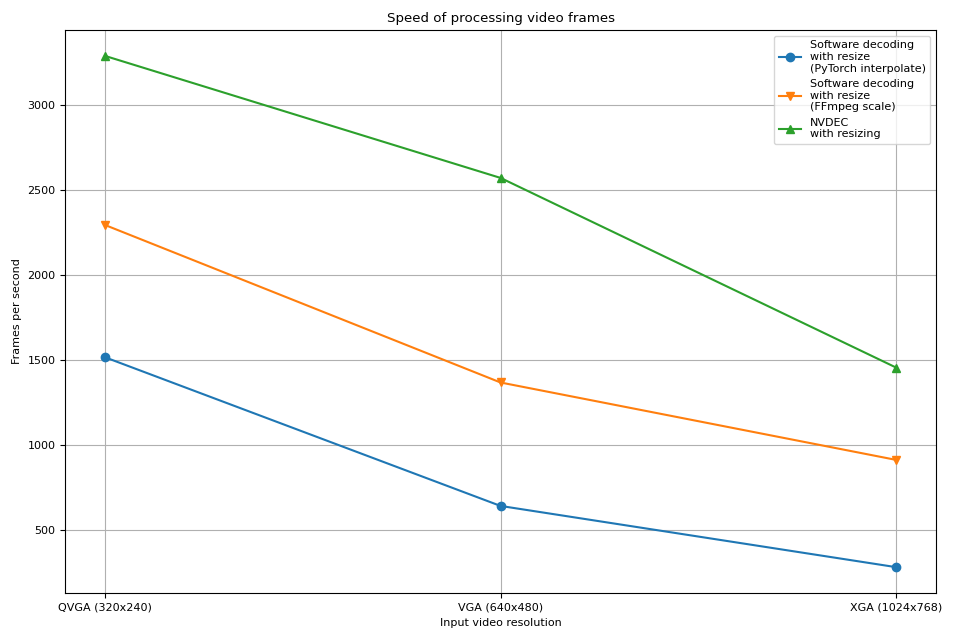 Speed of processing video frames
Software decoding
with resize
(PyTorch interpolate)
Software decoding
with resize
(FFmpeg scale)
NVDEC
with resizing
Frames per second
3000
2500
2000
1500
1000
500
QVGA (320x240)
VGA (640x480)
XGA (1024x768)
Input video resolution